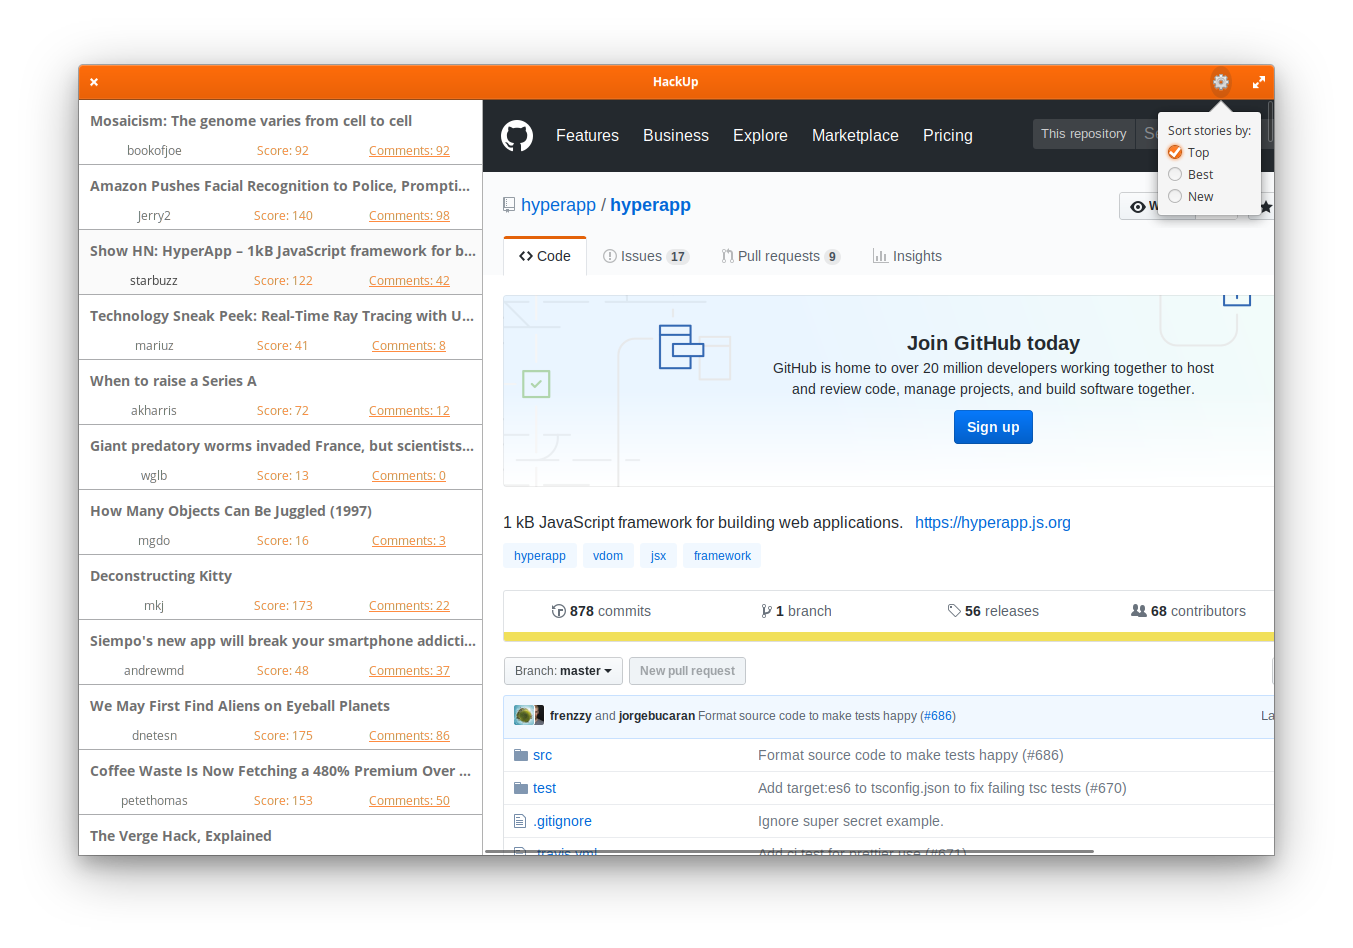 HackUp
Mosaicism: The genome varies from cell to cell
bookofjoe Score: 92 Comments: 92
Amazon Pushes Facial Recognition to Police, Prompti...
Jerry2 Score: 140 Comments: 98
Show HN: HyperApp – 1kB JavaScript framework for b...
starbuzz Score: 122 Comments: 42
Technology Sneak Peek: Real-Time Ray Tracing with U...
mariuz Score: 41 Comments: 8
When to raise a Series A
akharris Score: 72 Comments: 12
Giant predatory worms invaded France, but scientists...
wglb Score: 13 Comments: 0
How Many Objects Can Be Juggled (1997)
mgdo Score: 16 Comments: 3
Deconstructing Kitty
mkj Score: 173 Comments: 22
Siempo's new app will break your smartphone addicti...
andrewmd Score: 48 Comments: 37
We May First Find Aliens on Eyeball Planets
dnetesn Score: 175 Comments: 86
Coffee Waste Is Now Fetching a 480% Premium Over ...
petethomas Score: 153 Comments: 50
The Verge Hack, Explained
Features Business Explore Marketplace Pricing This repository
Sort stories by:
Top
Best
New
hyperapp / hyperapp
Code Issues 17 Pull requests 9 Insights
Join GitHub today
GitHub is home to over 20 million developers working together to host
and review code, manage projects, and build software together.
Sign up
1 kB JavaScript framework for building web applications. https://hyperapp.js.org
hyperapp vdom jsx framework
878 commits 1 branch 56 releases 68 contributors
Branch: master New pull request
frenzzy and jorgebucaran Format source code to make tests happy (#686) La
src Format source code to make tests happy (#686)
test Add target:es6 to tsconfig.json to fix failing tsc tests (#670)
.gitignore Ignore super secret example.
.travis.yml Add ci test for prettier use (#671)